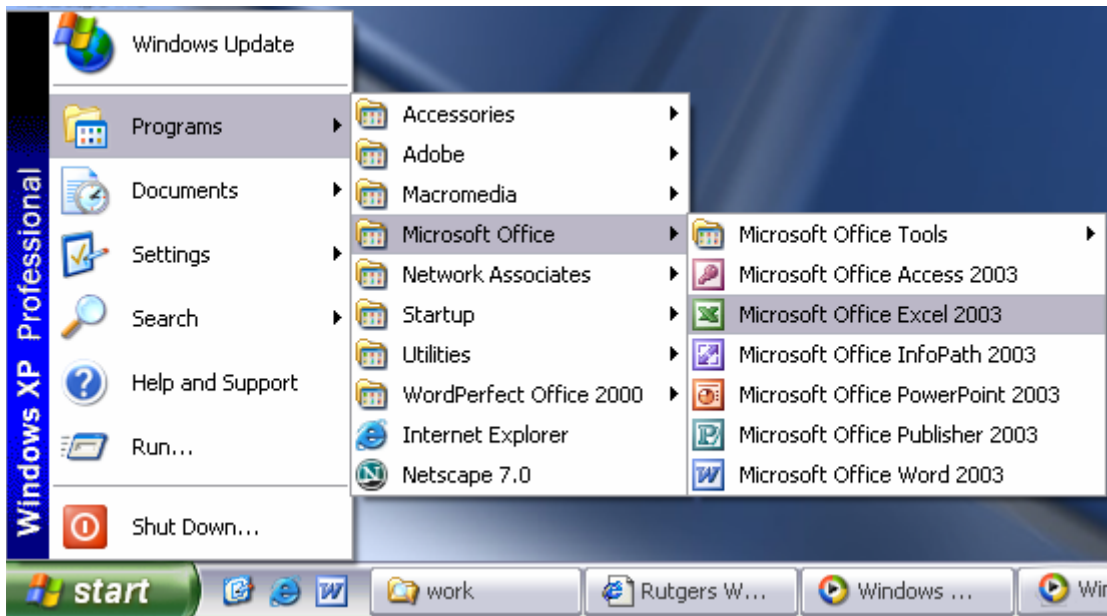 Windows XP Professional
Windows Update
Programs
Documents
Settings
Search
Help and Support
Run...
Shut Down...
Accessories
Adobe
Macromedia
Microsoft Office
Network Associates
Startup
Utilities
WordPerfect Office 2000
Internet Explorer
Netscape 7.0
Microsoft Office Tools
Microsoft Office Access 2003
Microsoft Office Excel 2003
Microsoft Office InfoPath 2003
Microsoft Office PowerPoint 2003
Microsoft Office Publisher 2003
Microsoft Office Word 2003
start
work
Rutgers W...
Windows ...
Wir